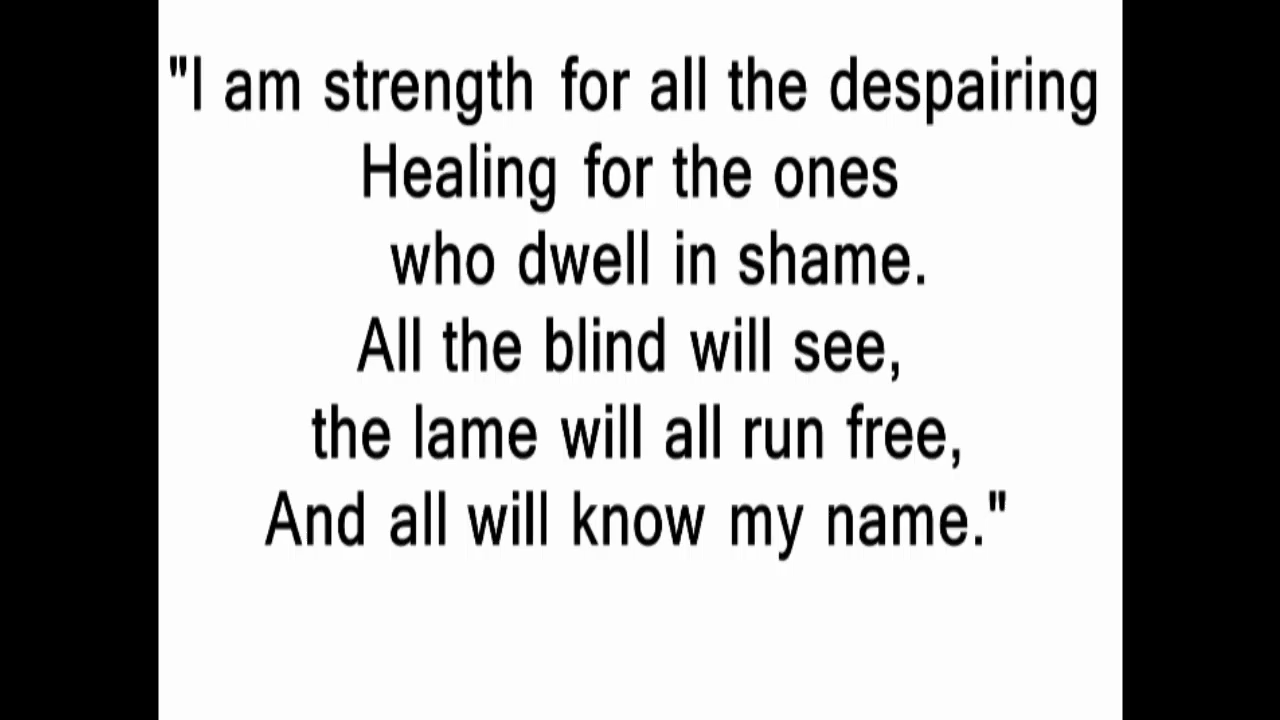 "I am strength for all the despairing
Healing for the ones
who dwell in shame.
All the blind will see,
the lame will all run free,
And all will know my name."